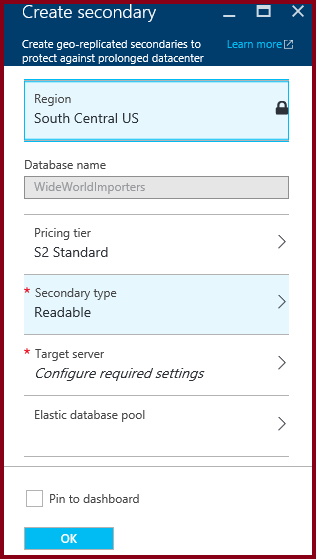 Create secondary
Create geo-replicated secondaries to
protect against prolonged datacenter
Learn more
Region
South Central US
Database name
WideWorldImporters
Pricing tier
S2 Standard
* Secondary type
Readable
* Target server
Configure required settings
Elastic database pool
Pin to dashboard
OK